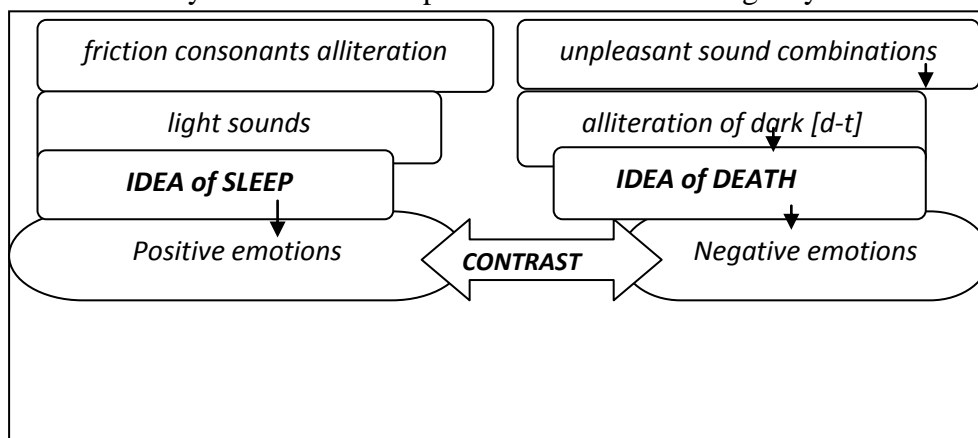 friction consonants alliteration
unpleasant sound combinations
light sounds
alliteration of dark [d-t]
IDEA of SLEEP
IDEA of DEATH
Positive emotions
CONTRAST
Negative emotions